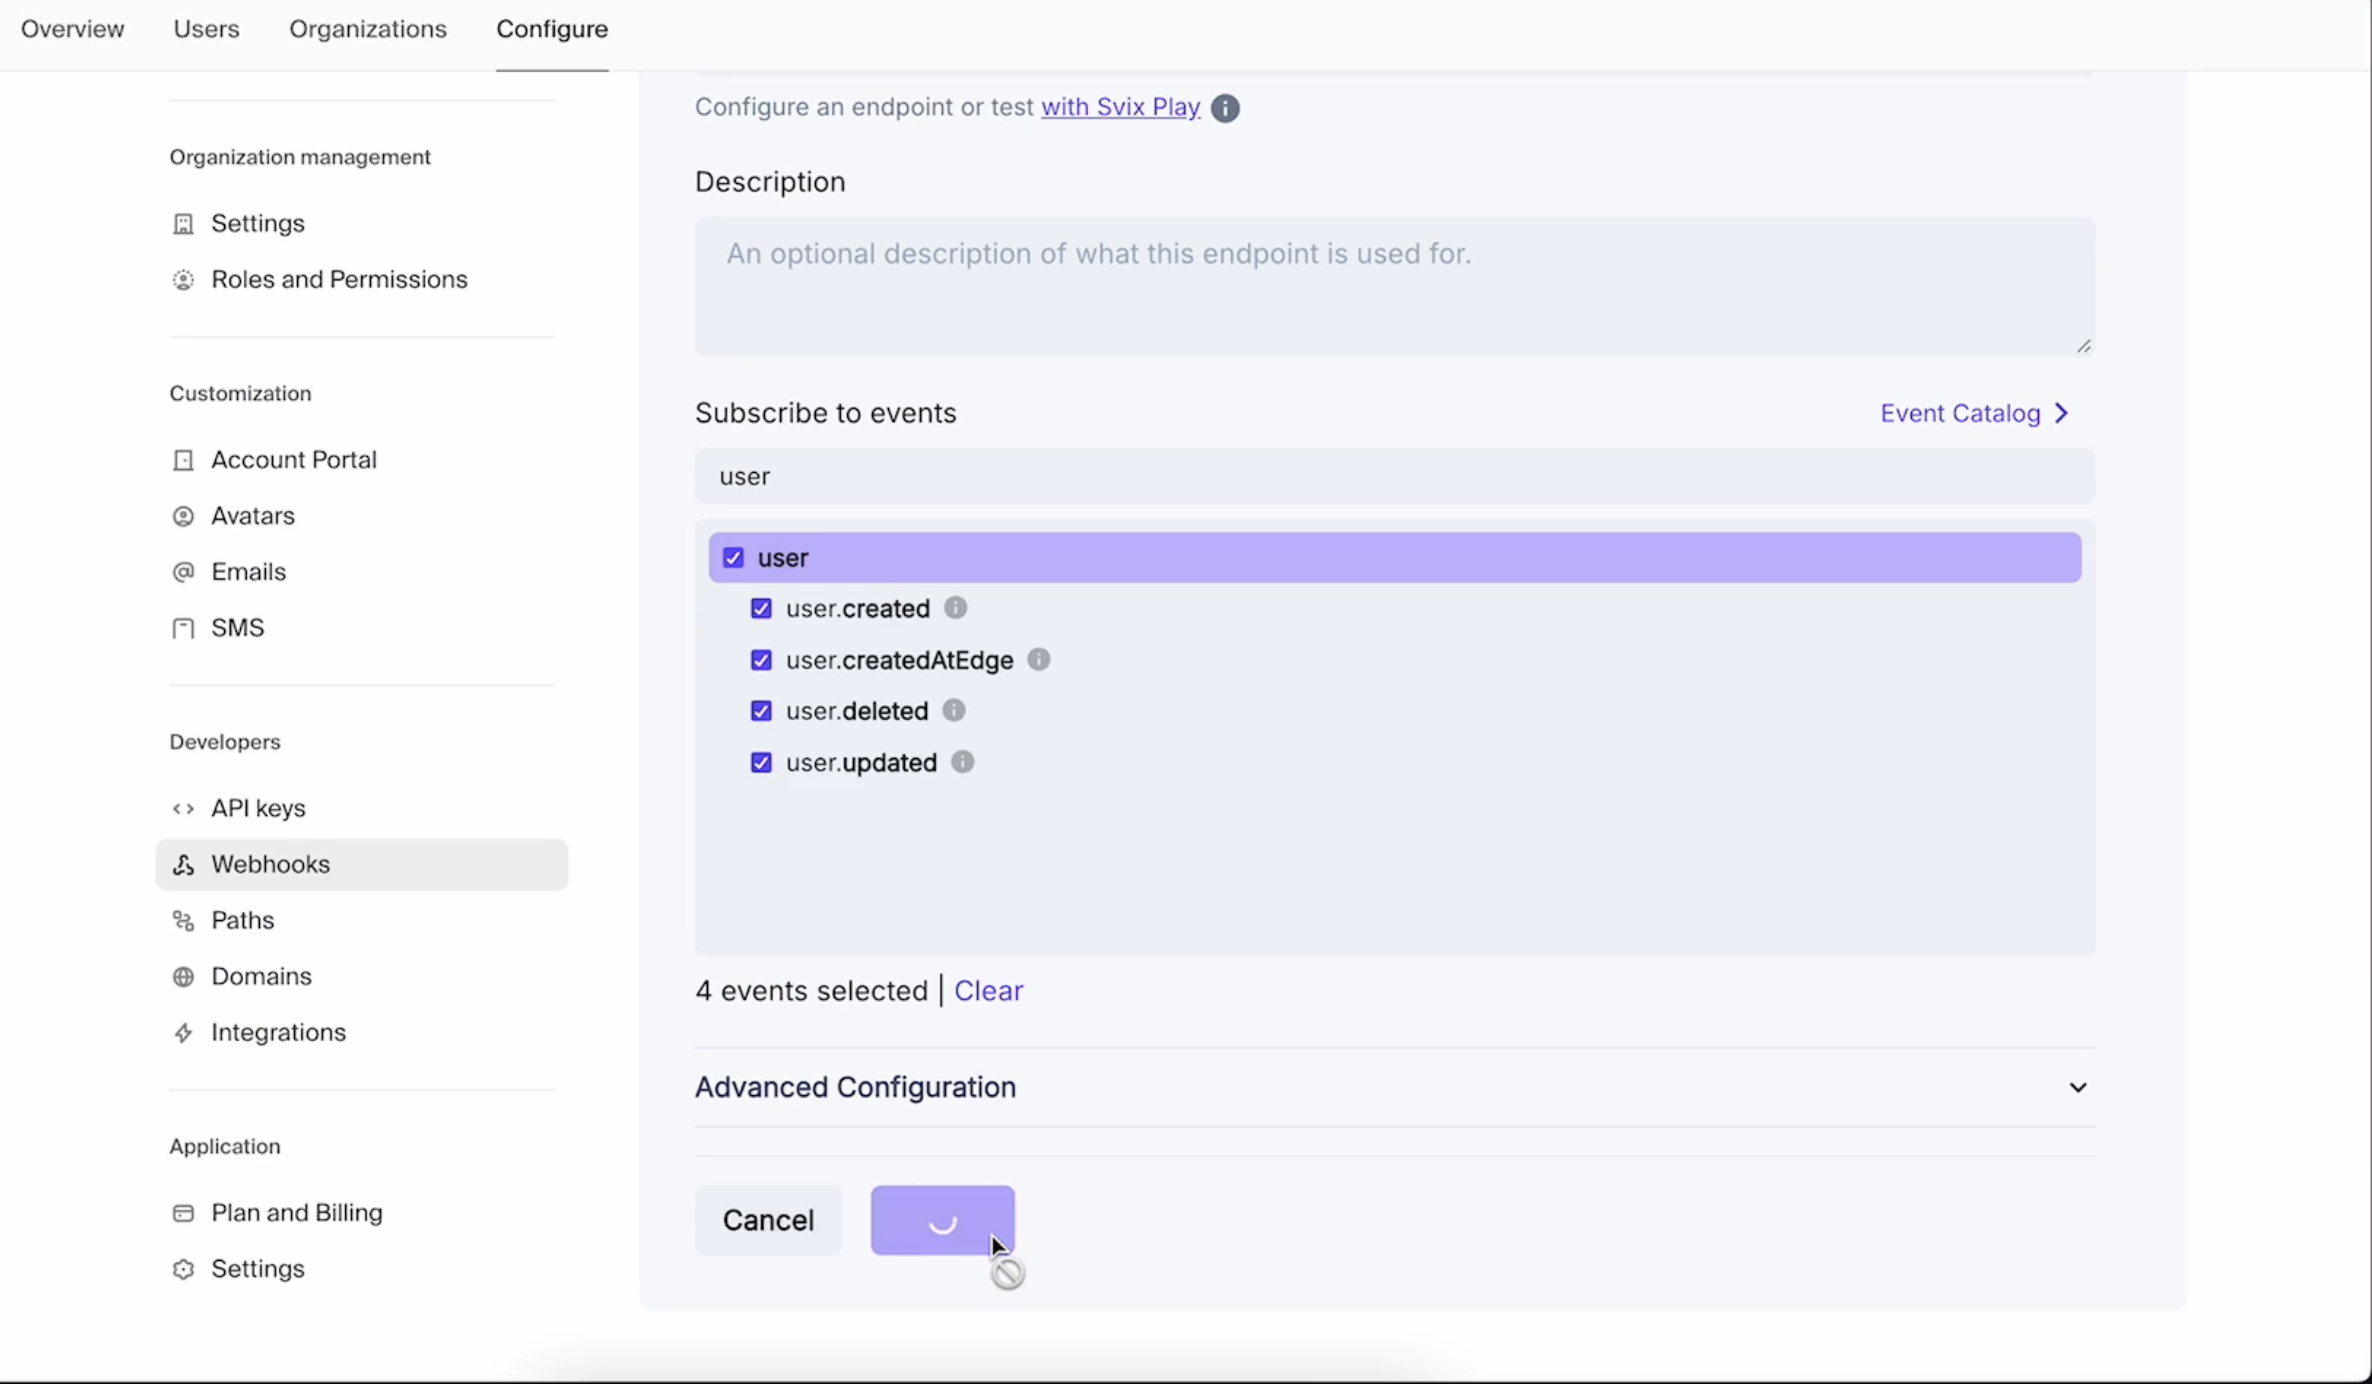 Overview Users Organizations Configure
Organization management
Settings
Roles and Permissions
Customization
Account Portal
Avatars
Emails
SMS
Developers
API keys
Webhooks
Paths
Domains
Integrations
Application
Plan and Billing
Settings
Configure an endpoint or test with Svix Play
Description
An optional description of what this endpoint is used for.
Subscribe to events Event Catalog
user
user
user.created
user.createdAtEdge
user.deleted
user.updated
4 events selected | Clear
Advanced Configuration
Cancel